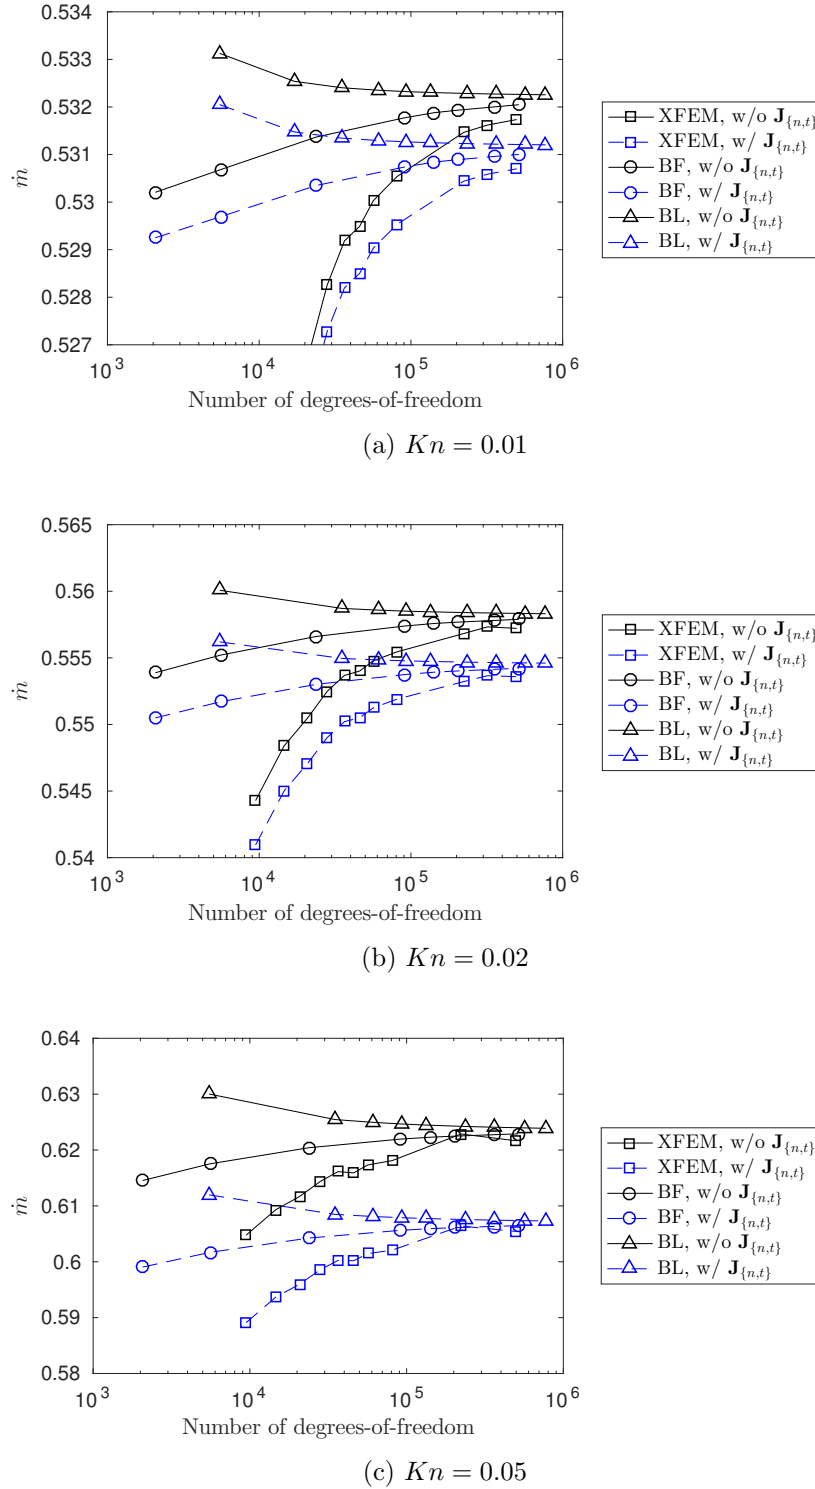 0.534
0.533
0.532
0.531
0.53
0.529
0.528
0.527
ṁ
10^3 10^4 10^5 10^6
Number of degrees-of-freedom
XFEM, w/o J_{n,t}
XFEM, w/ J_{n,t}
BF, w/o J_{n,t}
BF, w/ J_{n,t}
BL, w/o J_{n,t}
BL, w/ J_{n,t}
(a) Kn = 0.01
0.565
0.56
0.555
0.55
0.545
0.54
ṁ
10^3 10^4 10^5 10^6
Number of degrees-of-freedom
XFEM, w/o J_{n,t}
XFEM, w/ J_{n,t}
BF, w/o J_{n,t}
BF, w/ J_{n,t}
BL, w/o J_{n,t}
BL, w/ J_{n,t}
(b) Kn = 0.02
0.64
0.63
0.62
0.61
0.6
0.59
0.58
ṁ
10^3 10^4 10^5 10^6
Number of degrees-of-freedom
XFEM, w/o J_{n,t}
XFEM, w/ J_{n,t}
BF, w/o J_{n,t}
BF, w/ J_{n,t}
BL, w/o J_{n,t}
BL, w/ J_{n,t}
(c) Kn = 0.05